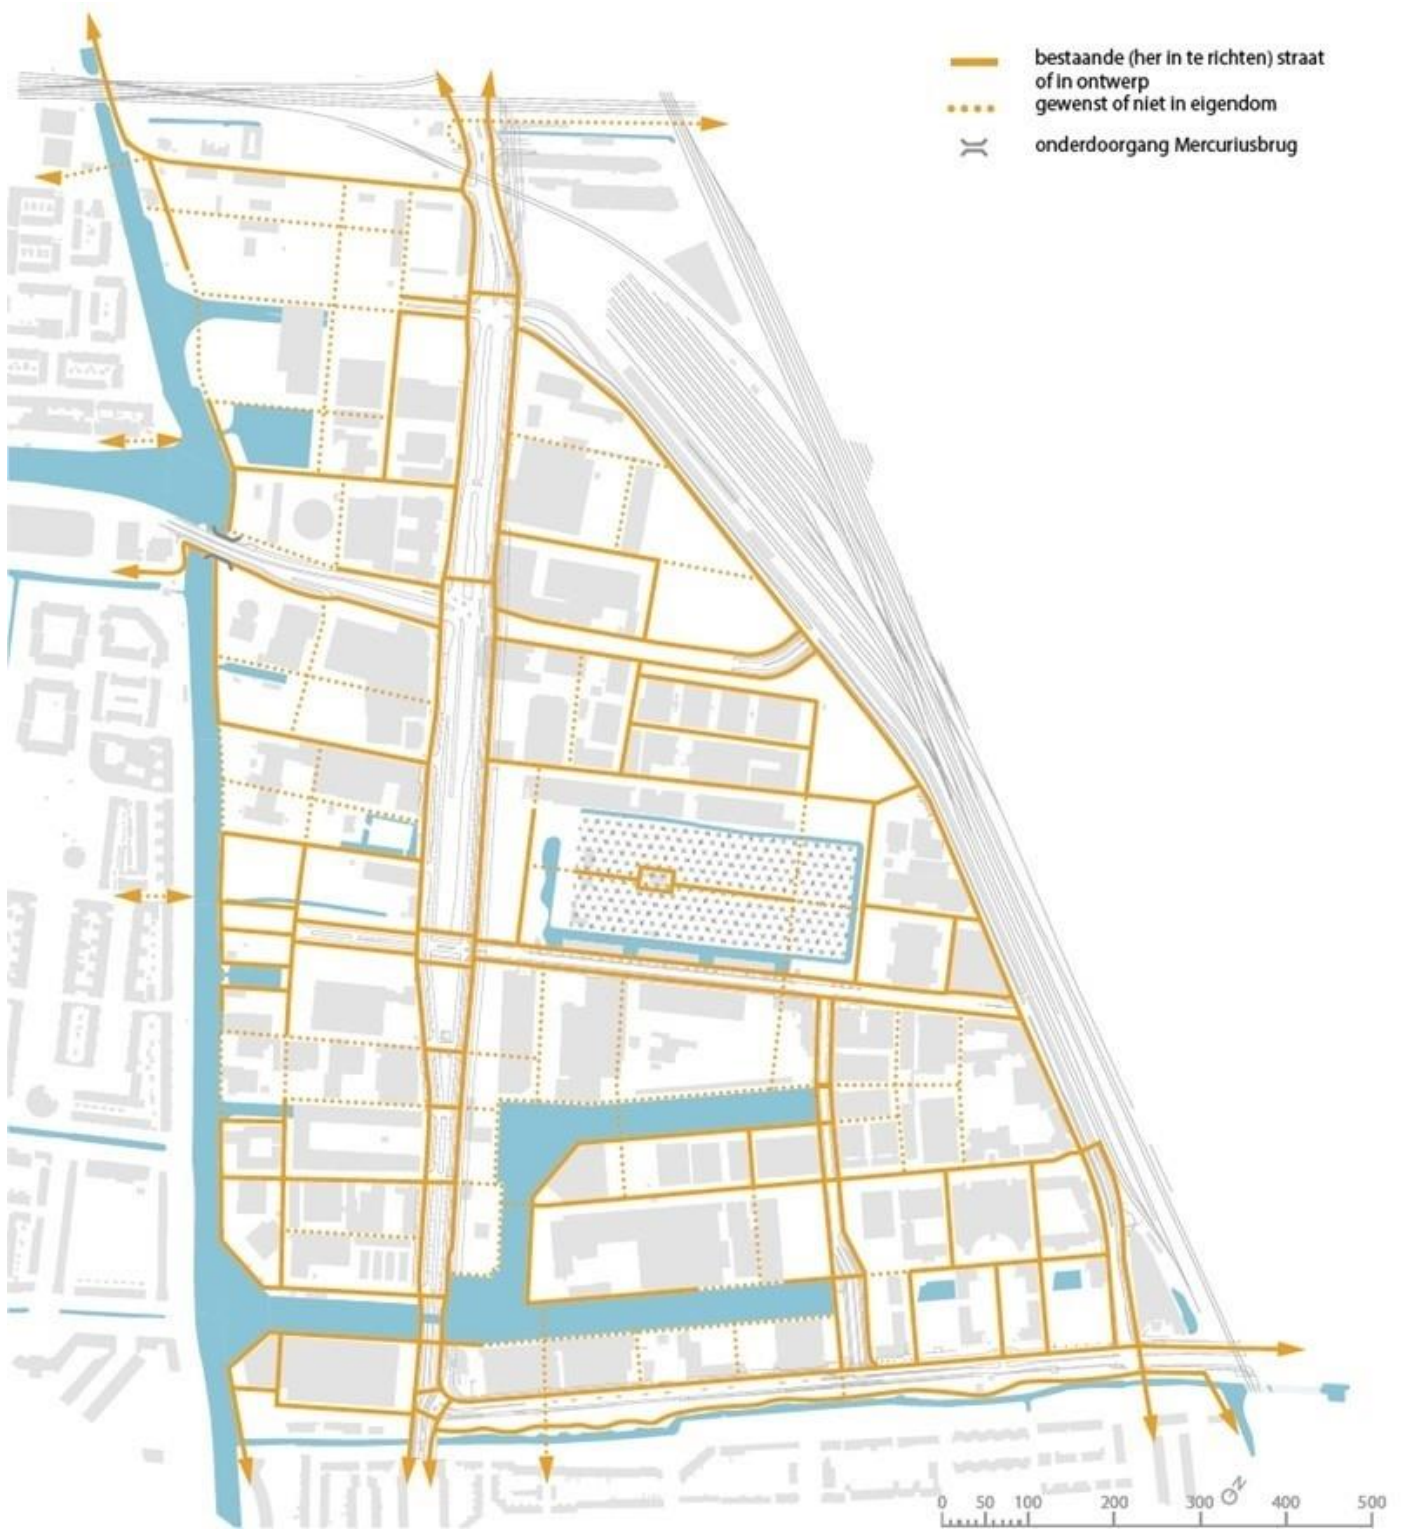 bestaande (her in te richten) straat
of in ontwerp
gewenst of niet in eigendom
onderdoorgang Mercuriusbrug
0 50 100 200 300 400 500
N